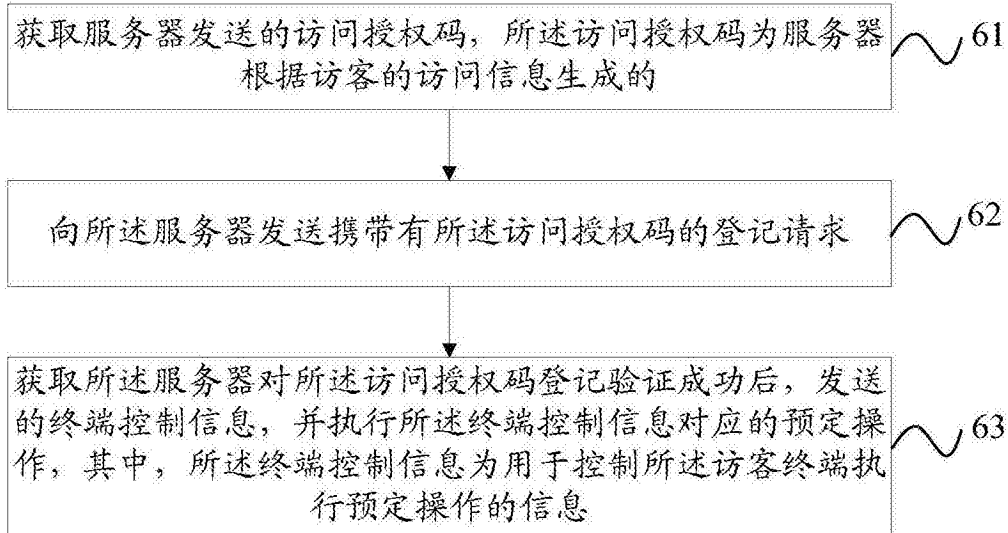 获取服务器发送的访问授权码，所述访问授权码为服务器
根据访客的访问信息生成的
61
向所述服务器发送携带有所述访问授权码的登记请求
62
获取所述服务器对所述访问授权码登记验证成功后，发送
的终端控制信息，并执行所述终端控制信息对应的预定操
作，其中，所述终端控制信息为用于控制所述访客终端执
行预定操作的信息
63